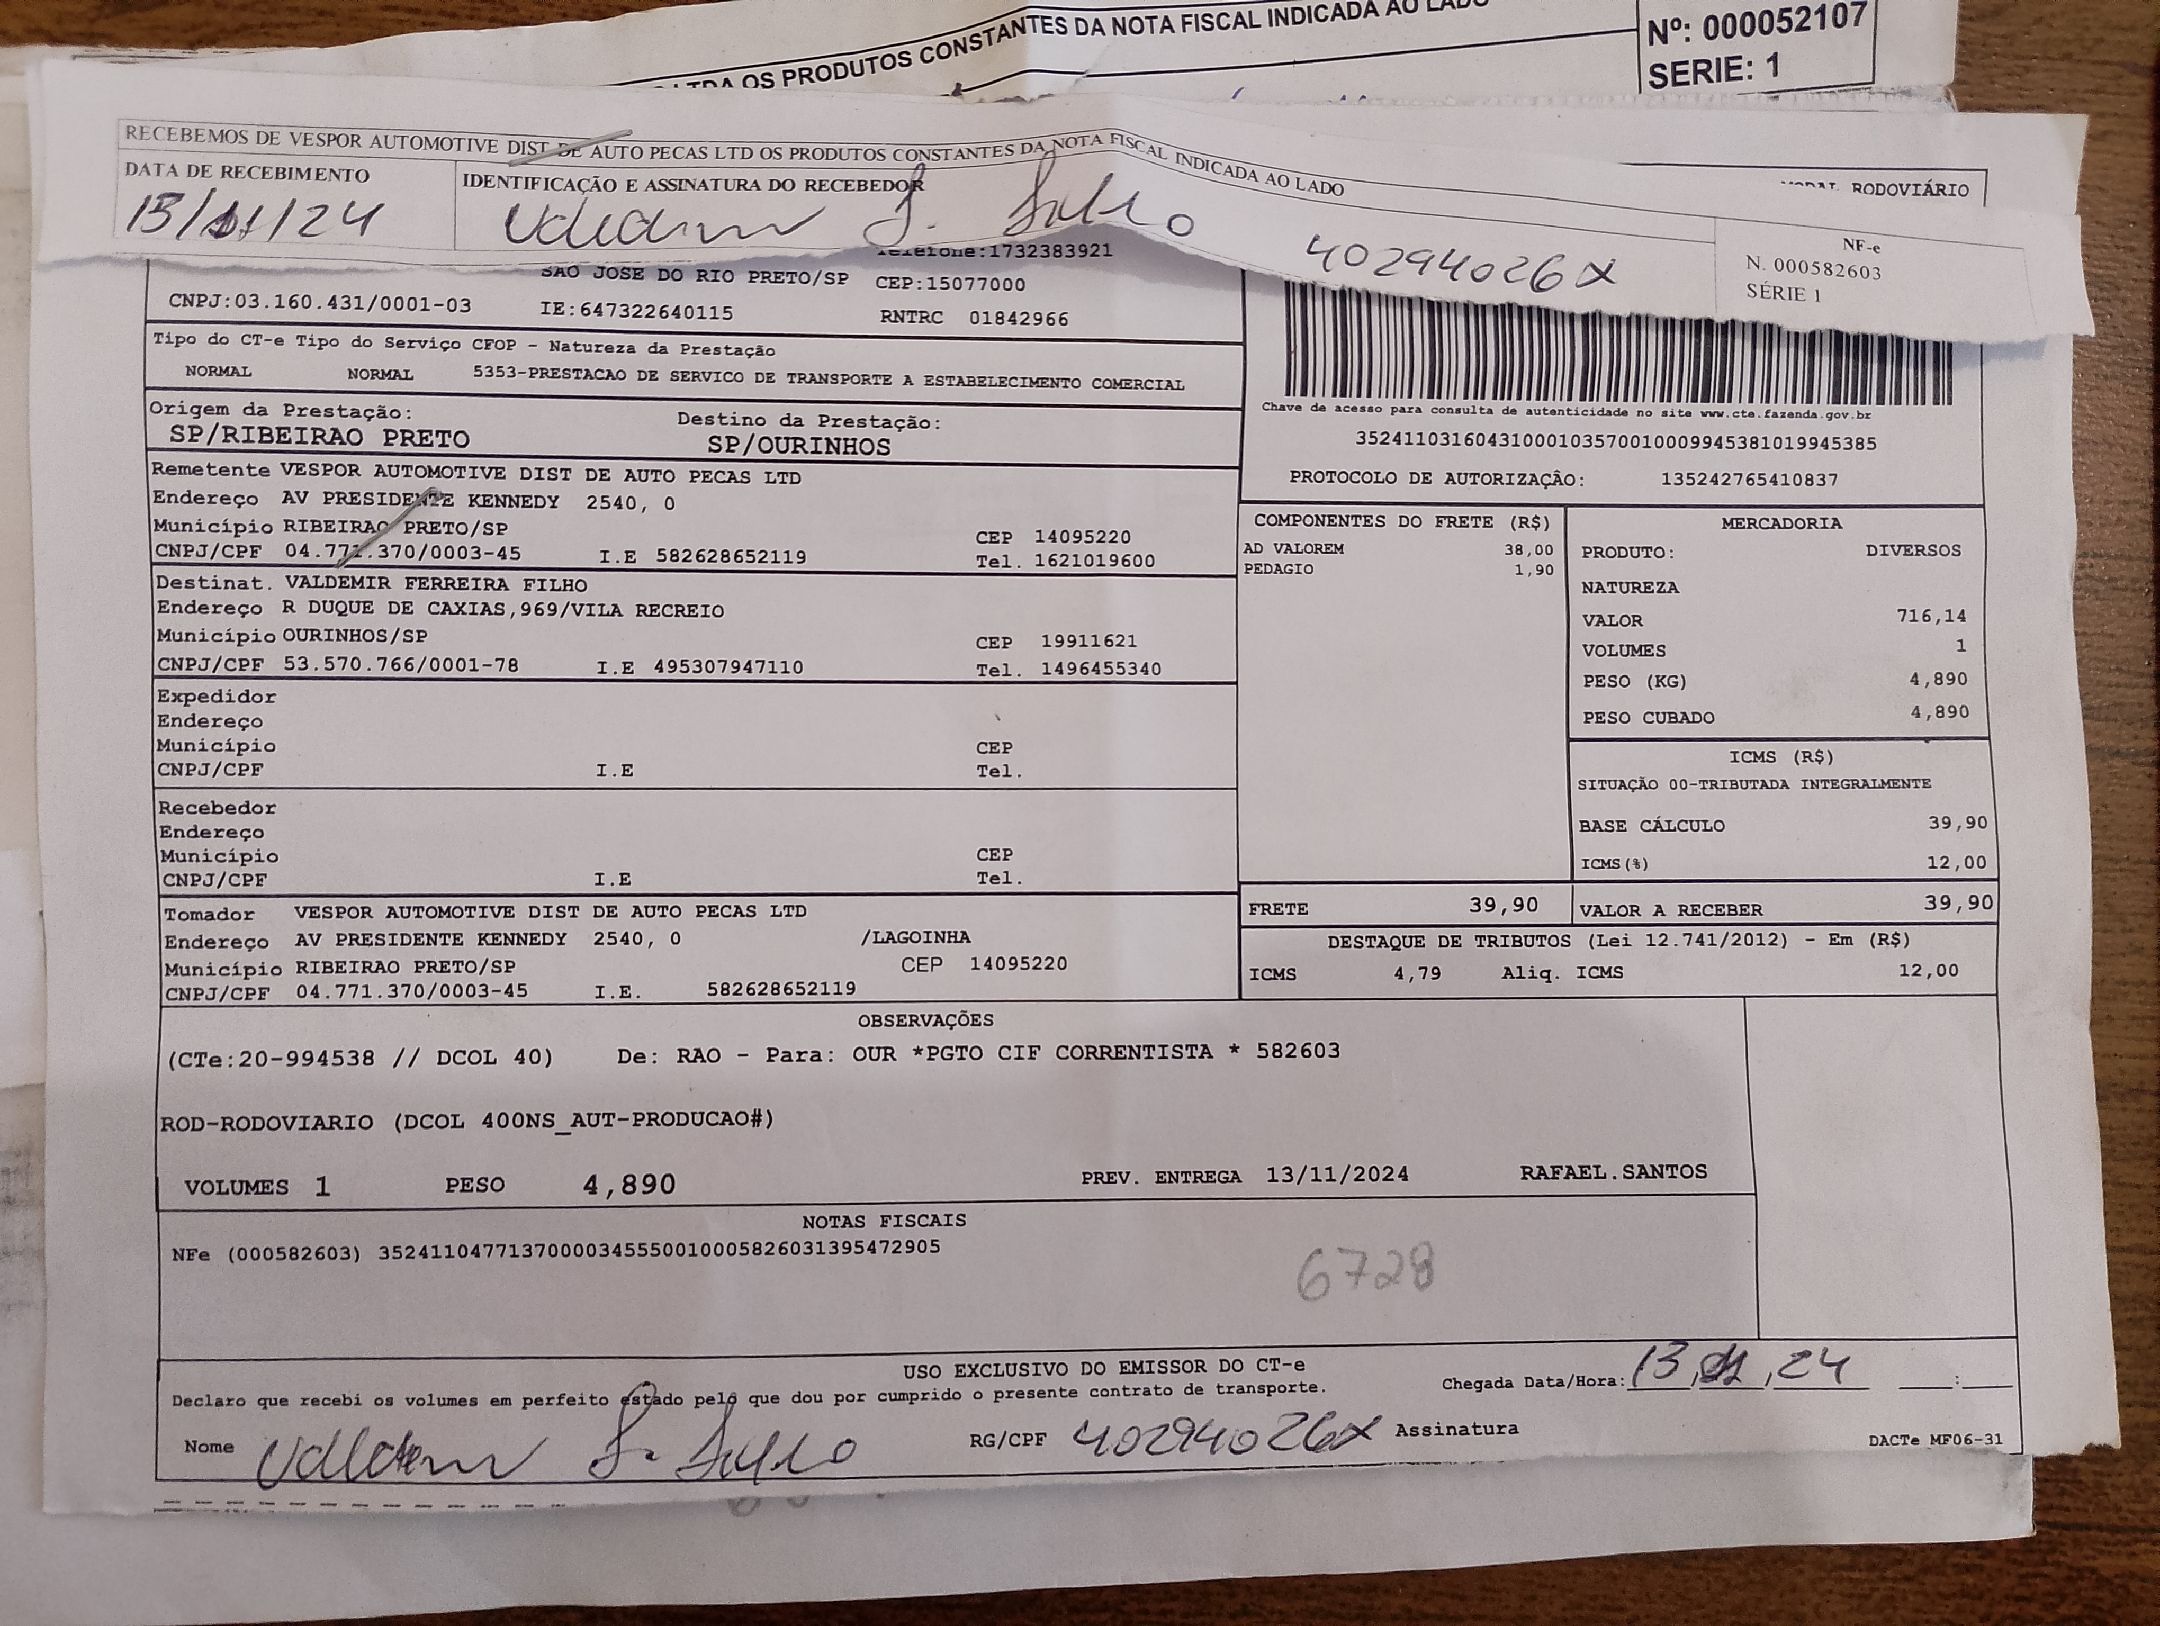 OS PRODUTOS CONSTANTES DA NOTA FISCAL INDICADA AO LADO
Nº: 000052107
SERIE: 1
RECEBEMOS DE VESPOR AUTOMOTIVE DIST DE AUTO PECAS LTD OS PRODUTOS CONSTANTES DA NOTA FISCAL INDICADA AO LADO
DATA DE RECEBIMENTO
IDENTIFICAÇÃO E ASSINATURA DO RECEBEDOR
13/11/24
40294026X
NF-e
N. 000582603
SÉRIE 1
RODOVIÁRIO
Telefone:1732383921
SAO JOSE DO RIO PRETO/SP CEP:15077000
CNPJ:03.160.431/0001-03 IE:647322640115 RNTRC 01842966
Tipo do CT-e Tipo do Serviço CFOP - Natureza da Prestação
NORMAL NORMAL 5353-PRESTACAO DE SERVICO DE TRANSPORTE A ESTABELECIMENTO COMERCIAL
Origem da Prestação: Destino da Prestação:
SP/RIBEIRAO PRETO SP/OURINHOS
Chave de acesso para consulta de autenticidade no site www.cte.fazenda.gov.br
35241103160431000103570010009945381019945385
PROTOCOLO DE AUTORIZAÇÂO: 135242765410837
Remetente VESPOR AUTOMOTIVE DIST DE AUTO PECAS LTD
Endereço AV PRESIDENTE KENNEDY 2540, 0
Município RIBEIRAO PRETO/SP CEP 14095220
CNPJ/CPF 04.771.370/0003-45 I.E 582628652119 Tel. 1621019600
Destinat. VALDEMIR FERREIRA FILHO
Endereço R DUQUE DE CAXIAS,969/VILA RECREIO
Município OURINHOS/SP CEP 19911621
CNPJ/CPF 53.570.766/0001-78 I.E 495307947110 Tel. 1496455340
Expedidor
Endereço
Município CEP
CNPJ/CPF I.E Tel.
Recebedor
Endereço
Município CEP
CNPJ/CPF I.E Tel.
Tomador VESPOR AUTOMOTIVE DIST DE AUTO PECAS LTD
Endereço AV PRESIDENTE KENNEDY 2540, 0 /LAGOINHA
Município RIBEIRAO PRETO/SP CEP 14095220
CNPJ/CPF 04.771.370/0003-45 I.E. 582628652119
COMPONENTES DO FRETE (R$)
AD VALOREM 38,00
PEDAGIO 1,90
MERCADORIA
PRODUTO: DIVERSOS
NATUREZA
VALOR 716,14
VOLUMES 1
PESO (KG) 4,890
PESO CUBADO 4,890
ICMS (R$)
SITUAÇÃO 00-TRIBUTADA INTEGRALMENTE
BASE CÁLCULO 39,90
ICMS(%) 12,00
FRETE 39,90 VALOR A RECEBER 39,90
DESTAQUE DE TRIBUTOS (Lei 12.741/2012) - Em (R$)
ICMS 4,79 Aliq. ICMS 12,00
OBSERVAÇÕES
(CTe:20-994538 // DCOL 40) De: RAO - Para: OUR *PGTO CIF CORRENTISTA * 582603
ROD-RODOVIARIO (DCOL 400NS_AUT-PRODUCAO#)
VOLUMES 1 PESO 4,890 PREV. ENTREGA 13/11/2024 RAFAEL.SANTOS
NOTAS FISCAIS
NFe (000582603) 35241104771370000345550010005826031395472905
6728
USO EXCLUSIVO DO EMISSOR DO CT-e
Declaro que recebi os volumes em perfeito estado pelo que dou por cumprido o presente contrato de transporte.
Chegada Data/Hora: 13, 11, 24 :
Nome RG/CPF 40294026X Assinatura
DACTe MF06-31